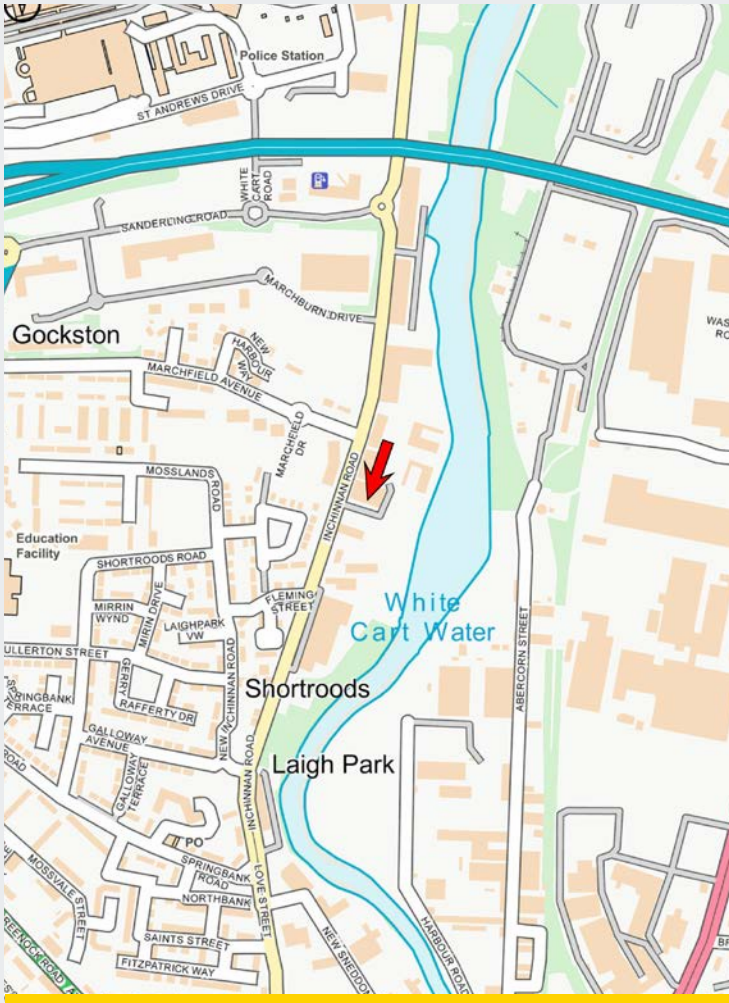 Police Station
ST ANDREWS DRIVE
WHITE
CART
ROAD
SANDERLING ROAD
MARCHBURN DRIVE
Gockston
NEW
HARBOUR
WAY
MARCHFIELD AVENUE
MARCHFIELD
DR
WAS
RO
MOSSLANDS
ROAD
INCHINNAN ROAD
Education
Facility
SHORTROODS ROAD
MIRRIN
WYND
MIRIN DRIVE
LAIGHPARK
VW
FLEMING
STREET
White
Cart Water
ULLERTON STREET
GERRY
RAFFERTY DR
NEW INCHINNAN ROAD
Shortroods
ABERCORN STREET
SPRINGBANK
TERRACE
ROAD
GALLOWAY
AVENUE
GALLOWAY
TERRACE
Laigh Park
INCHINNAN ROAD
PO
SPRINGBANK
ROAD
NORTHBANK
LOVE STREET
MOSSVALE STREET
SAINTS STREET
FITZPATRICK WAY
NEW SNEDDON
HARBOUR ROAD
BR
REENOCK ROAD